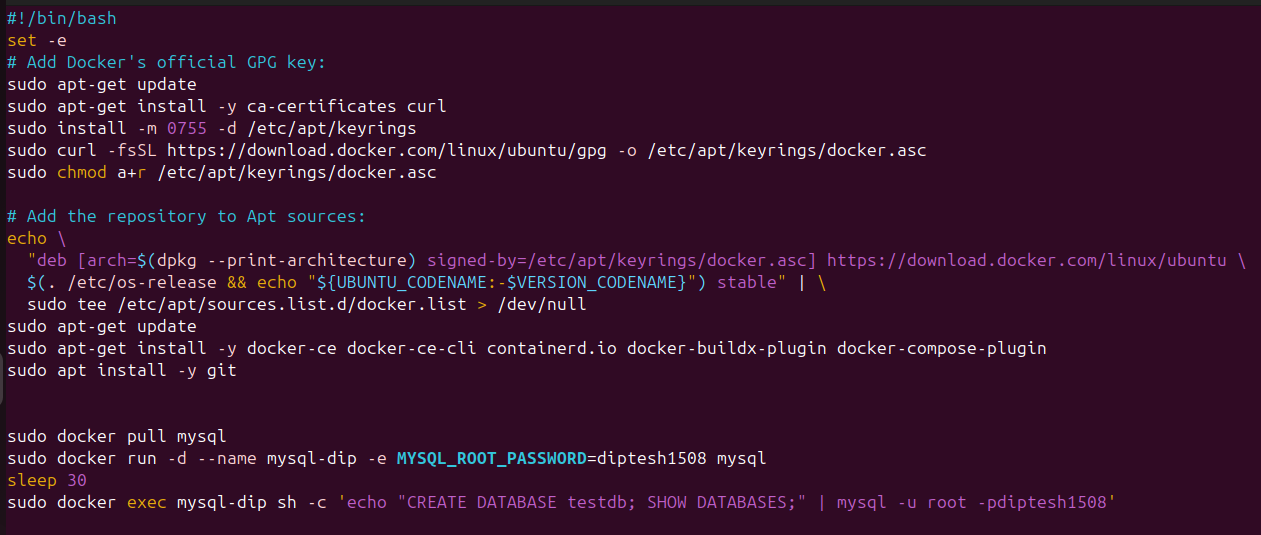 #!/bin/bash
set -e
# Add Docker's official GPG key:
sudo apt-get update
sudo apt-get install -y ca-certificates curl
sudo install -m 0755 -d /etc/apt/keyrings
sudo curl -fsSL https://download.docker.com/linux/ubuntu/gpg -o /etc/apt/keyrings/docker.asc
sudo chmod a+r /etc/apt/keyrings/docker.asc

# Add the repository to Apt sources:
echo \
  "deb [arch=$(dpkg --print-architecture) signed-by=/etc/apt/keyrings/docker.asc] https://download.docker.com/linux/ubuntu \
  $(. /etc/os-release && echo "${UBUNTU_CODENAME:-$VERSION_CODENAME}") stable" | \
  sudo tee /etc/apt/sources.list.d/docker.list > /dev/null
sudo apt-get update
sudo apt-get install -y docker-ce docker-ce-cli containerd.io docker-buildx-plugin docker-compose-plugin
sudo apt install -y git


sudo docker pull mysql
sudo docker run -d --name mysql-dip -e MYSQL_ROOT_PASSWORD=diptesh1508 mysql
sleep 30
sudo docker exec mysql-dip sh -c 'echo "CREATE DATABASE testdb; SHOW DATABASES;" | mysql -u root -pdiptesh1508'